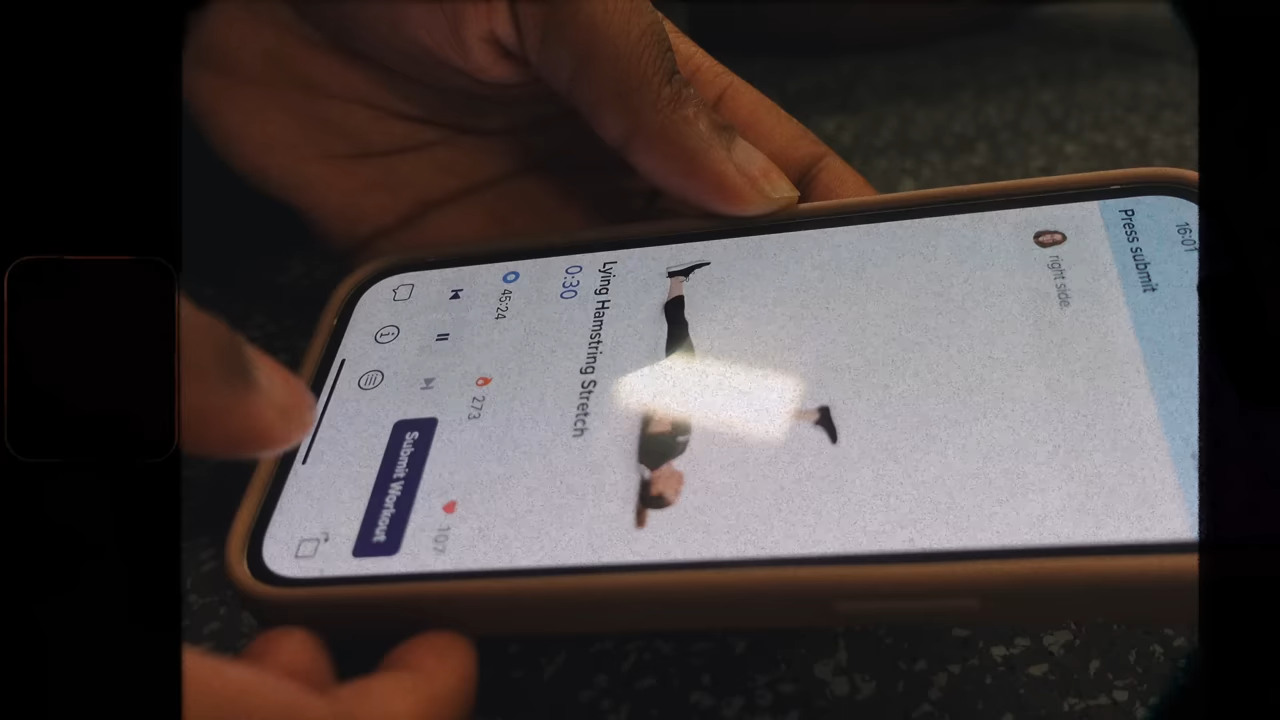 16:01
Press submit
right side.
Lying Hamstring Stretch
0:30
45:24
273
107
Submit Workout